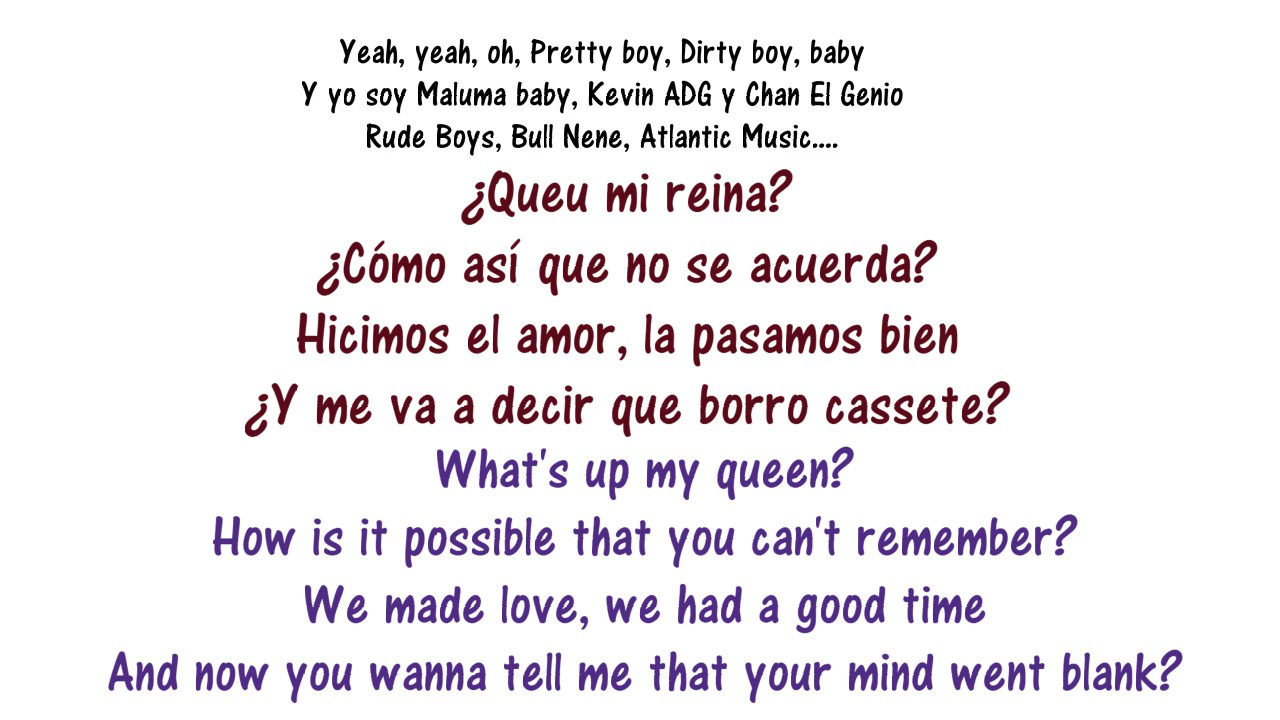 Yeah, yeah, oh, Pretty boy, Dirty boy, baby
Y yo soy Maluma baby, Kevin ADG y Chan El Genio
Rude Boys, Bull Nene, Atlantic Music....
¿Queu mi reina?
¿Cómo así que no se acuerda?
Hicimos el amor, la pasamos bien
¿Y me va a decir que borro cassete?
What's up my queen?
How is it possible that you can't remember?
We made love, we had a good time
And now you wanna tell me that your mind went blank?